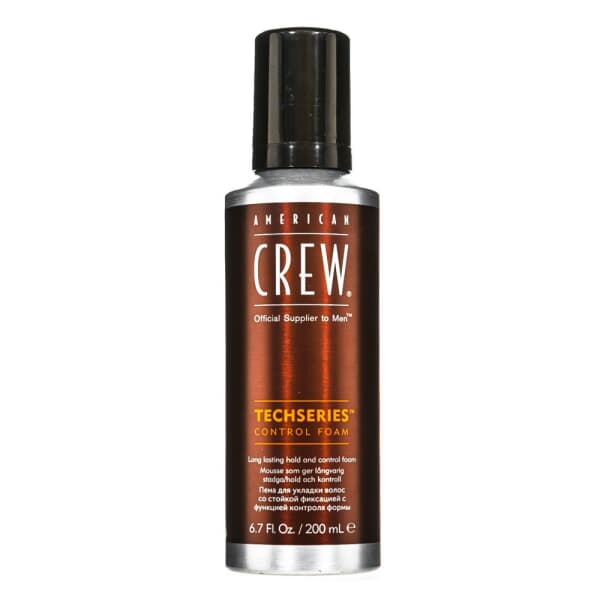 AMERICAN
CREW®
Official Supplier to Men™
TECHSERIES™
CONTROL FOAM
Long lasting hold and control foam
Mousse som ger långvarig
stadga/hold och kontroll
Пена для укладки волос
со стойкой фиксацией с
функцией контроля формы
6.7 Fl. Oz. / 200 mL ℮